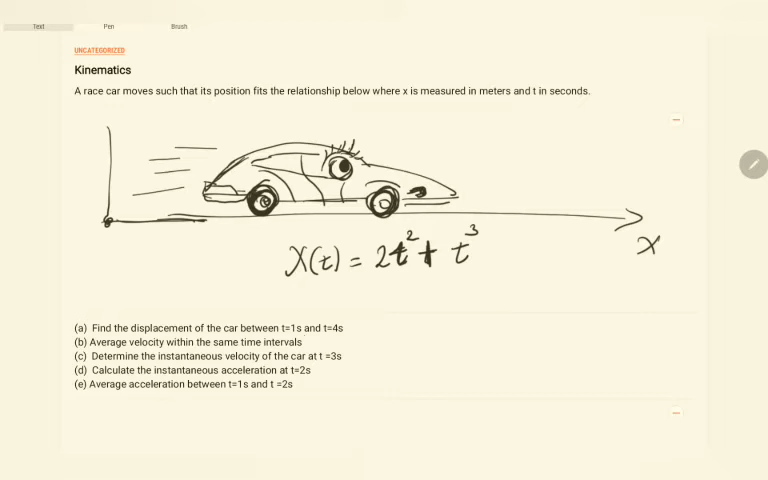 Text Pen Brush
UNCATEGORIZED
Kinematics
A race car moves such that its position fits the relationship below where x is measured in meters and t in seconds.
x
X(t) = 2t² + t³
(a) Find the displacement of the car between t=1s and t=4s
(b) Average velocity within the same time intervals
(c) Determine the instantaneous velocity of the car at t =3s
(d) Calculate the instantaneous acceleration at t=2s
(e) Average acceleration between t=1s and t =2s